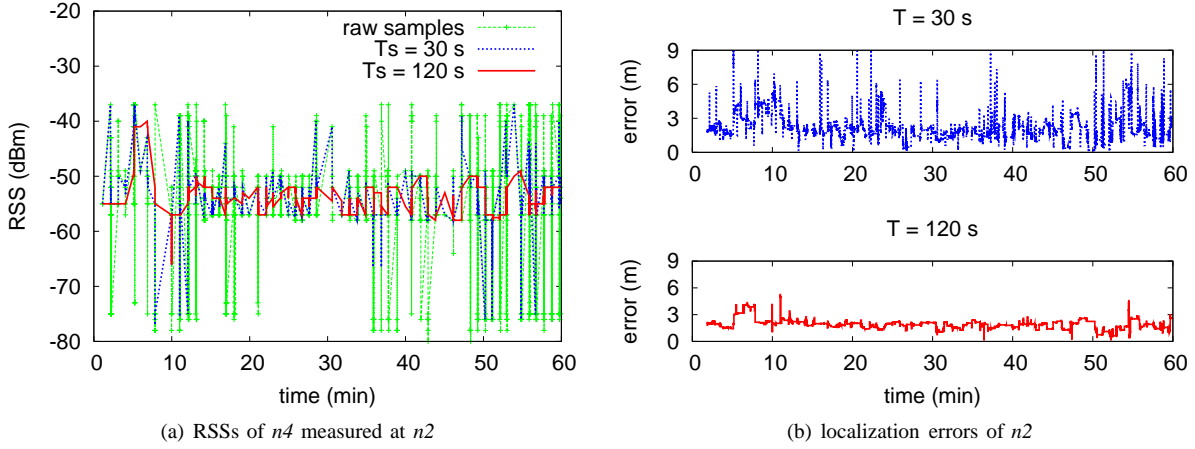 -20
-30
-40
-50
-60
-70
-80
RSS (dBm)
raw samples
Ts = 30 s
Ts = 120 s
0 10 20 30 40 50 60
time (min)
(a) RSSs of n4 measured at n2
T = 30 s
9
6
3
0
error (m)
0 10 20 30 40 50 60
T = 120 s
9
6
3
0
error (m)
0 10 20 30 40 50 60
time (min)
(b) localization errors of n2